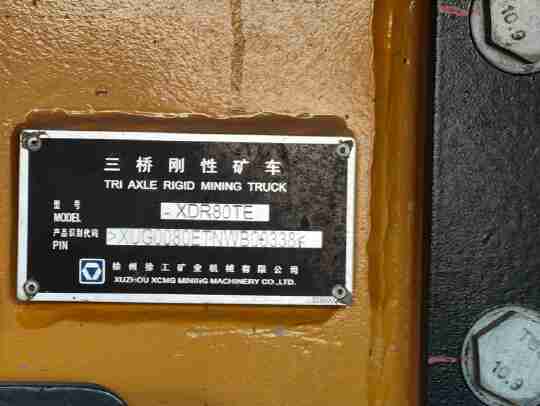 10.9
三桥刚性矿车
TRI AXLE RIGID MINING TRUCK
型号
MODEL
XDR80TE
产品识别代码
PIN
徐州徐工矿业机械有限公司
XUZHOU XCMG MINING MACHINERY CO.,LTD.
10.9